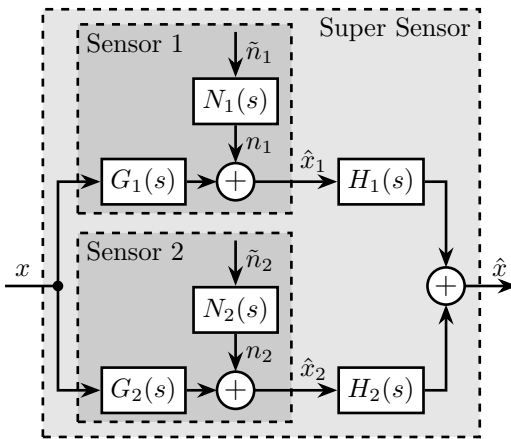 Super Sensor
Sensor 1
ñ₁
N₁(s)
n₁
G₁(s)
+
x̂₁
H₁(s)
Sensor 2
x
ñ₂
N₂(s)
n₂
+
x̂
G₂(s)
+
x̂₂
H₂(s)